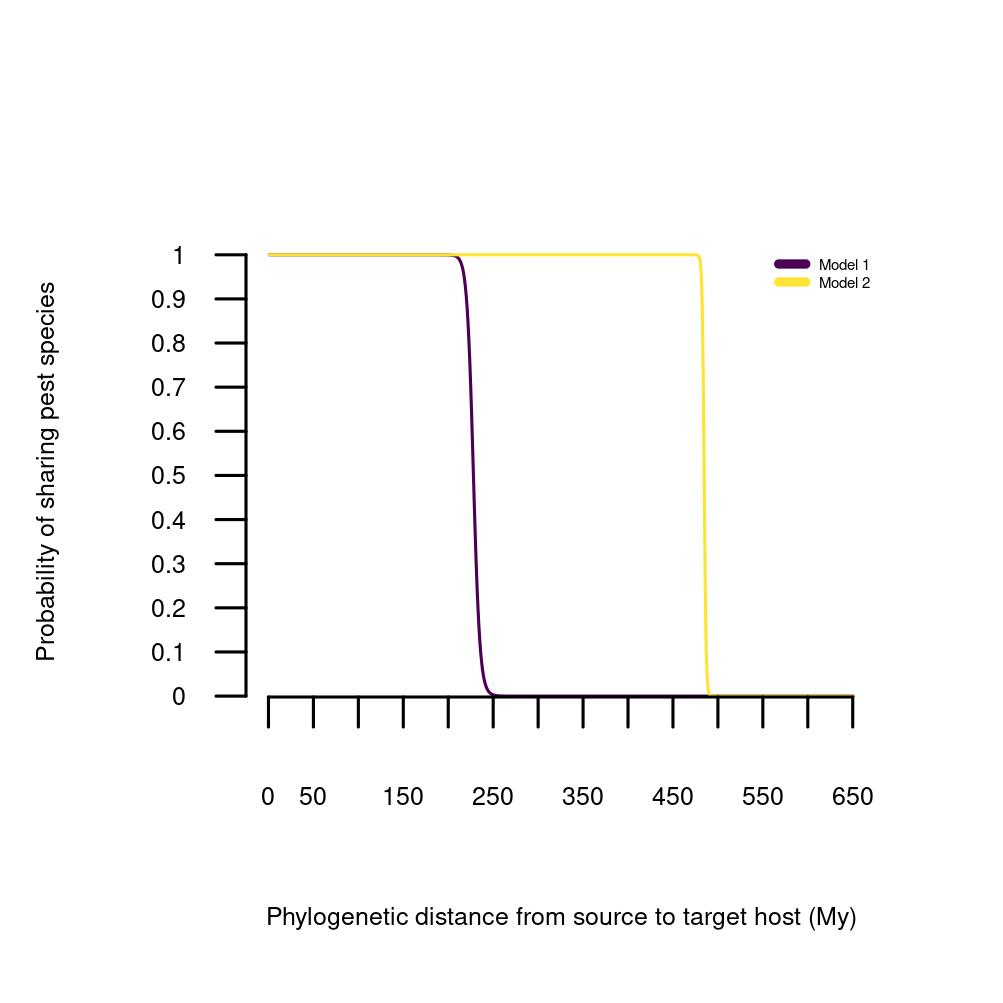 Probability of sharing pest species
1
0.9
0.8
0.7
0.6
0.5
0.4
0.3
0.2
0.1
0
Model 1
Model 2
0 50 150 250 350 450 550 650
Phylogenetic distance from source to target host (My)